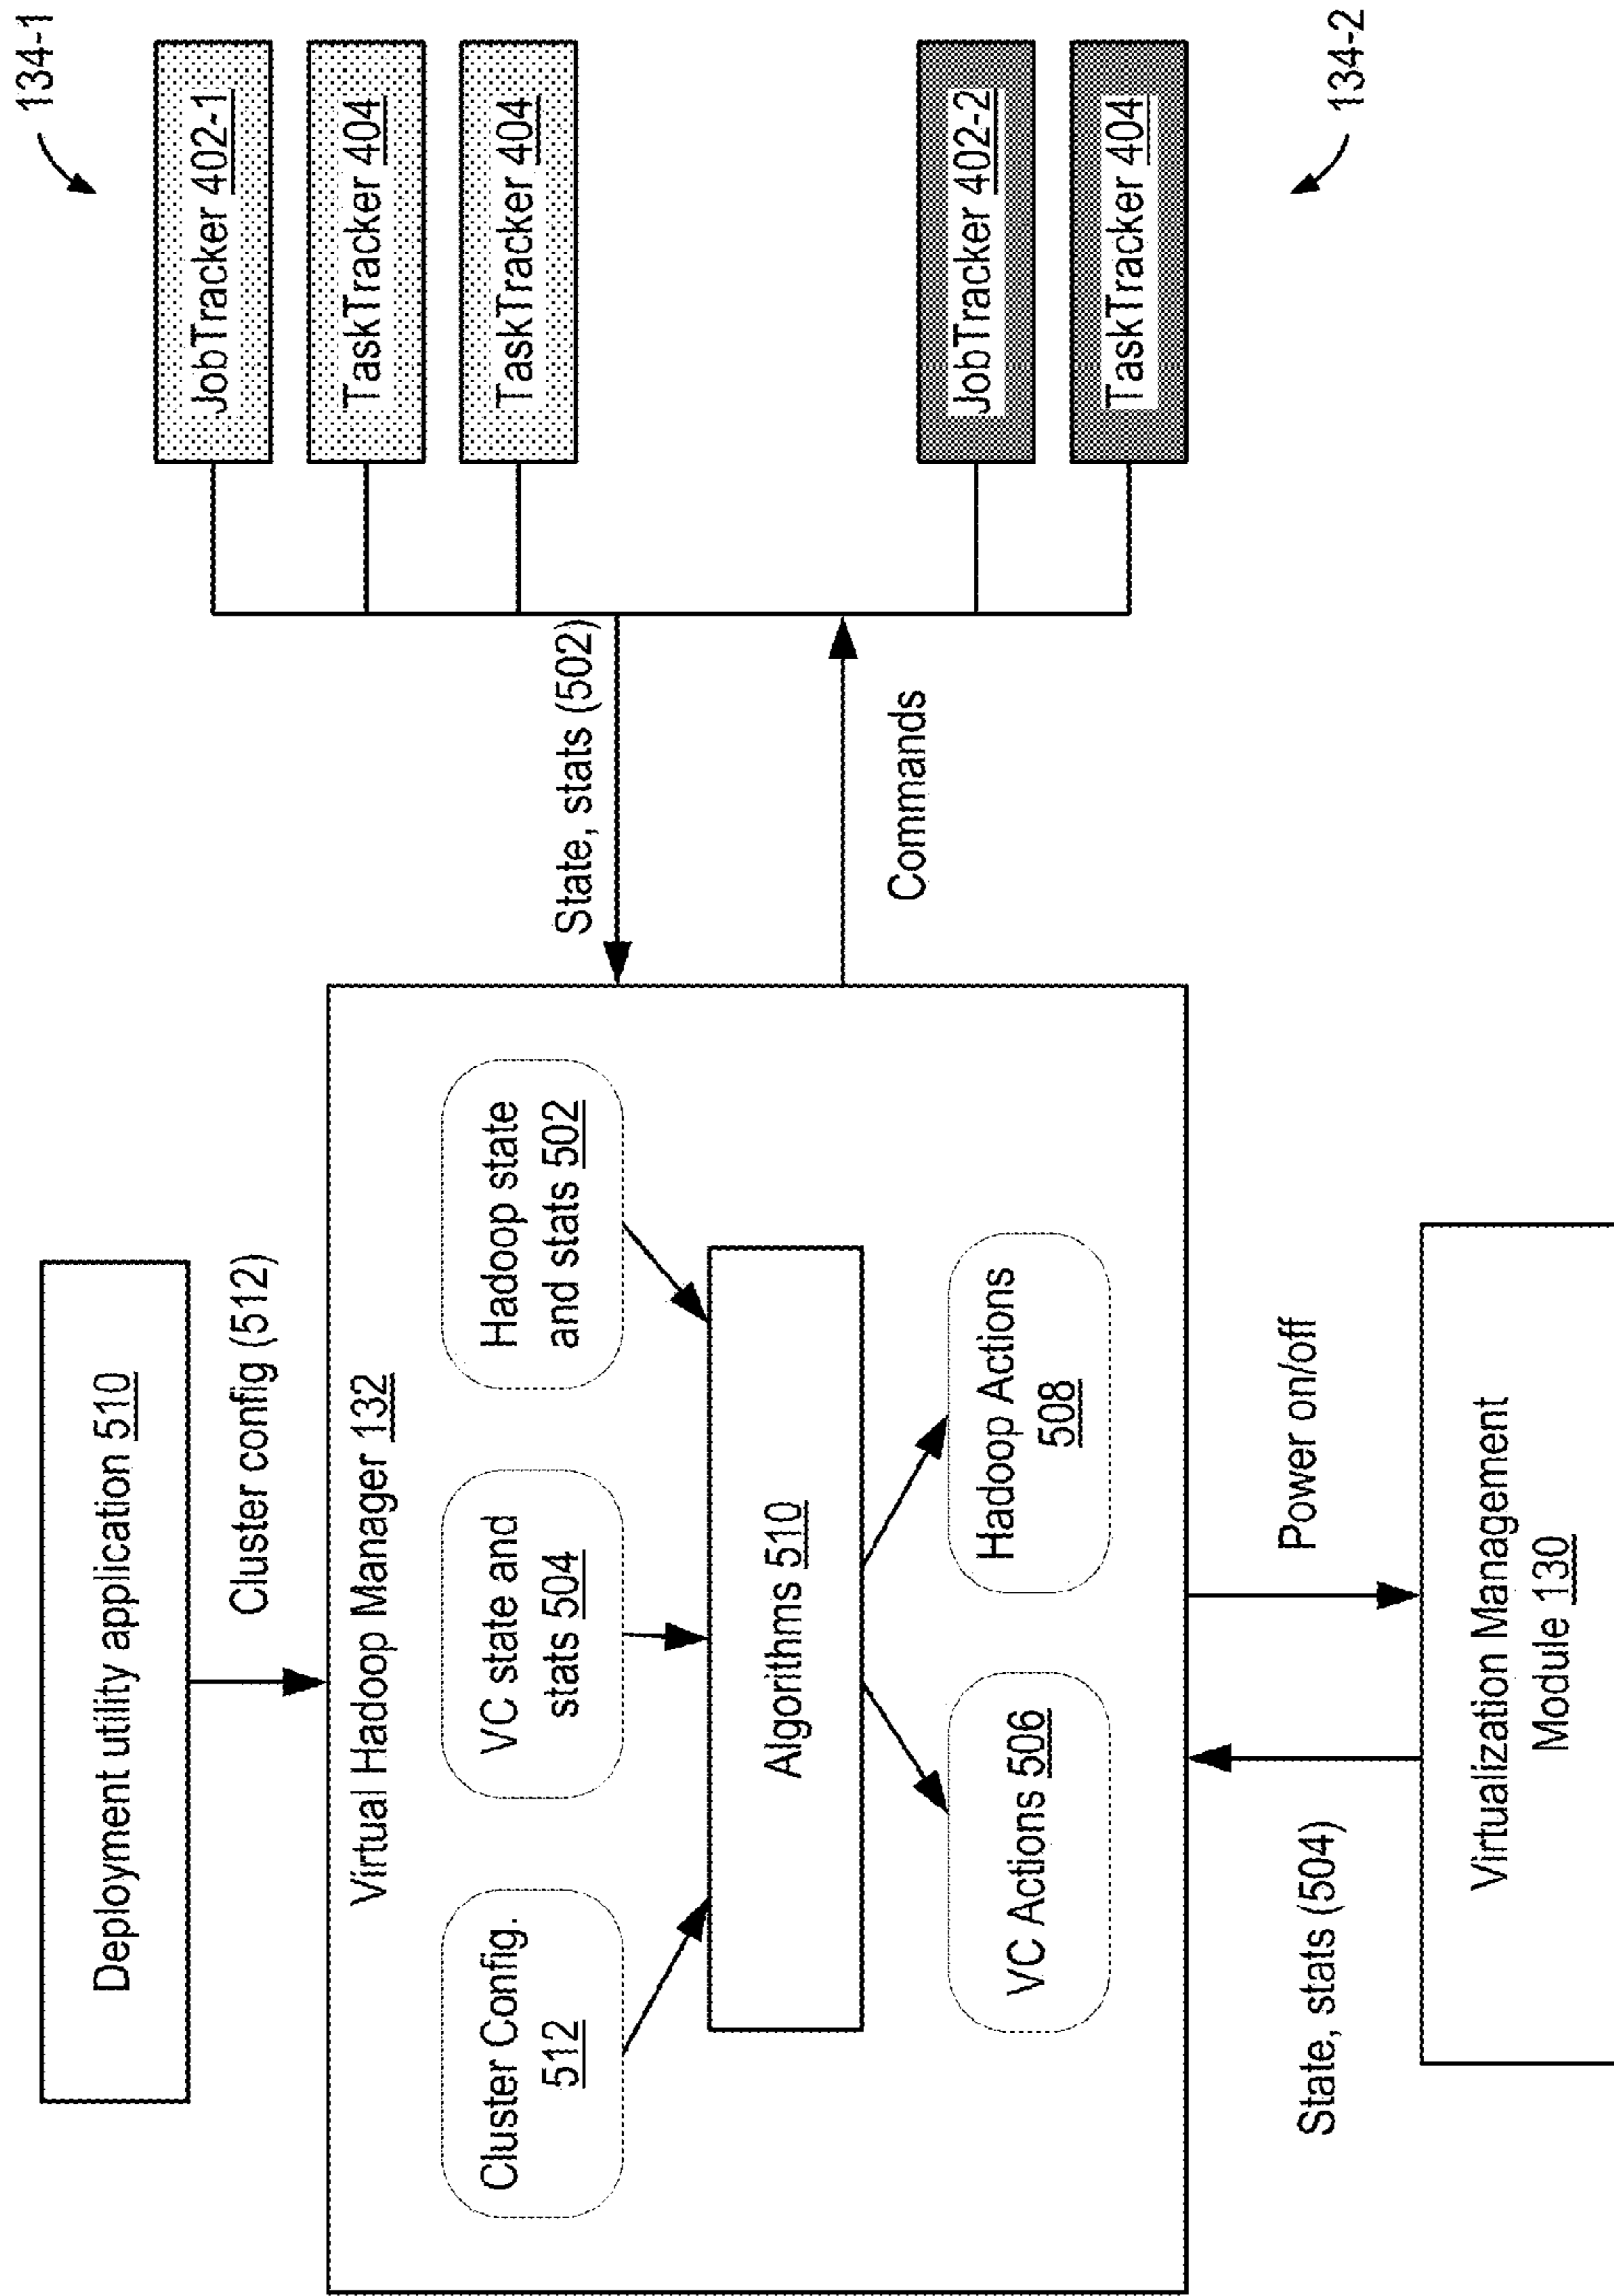 Deployment utility application 510
Cluster config (512)
Virtual Hadoop Manager 132
Cluster Config.
512
VC state and
stats 504
Hadoop state
and stats 502
Algorithms 510
VC Actions 506
Hadoop Actions
508
State, stats (504)
Power on/off
Virtualization Management
Module 130
State, stats (502)
Commands
134-1
JobTracker 402-1
TaskTracker 404
TaskTracker 404
JobTracker 402-2
TaskTracker 404
134-2